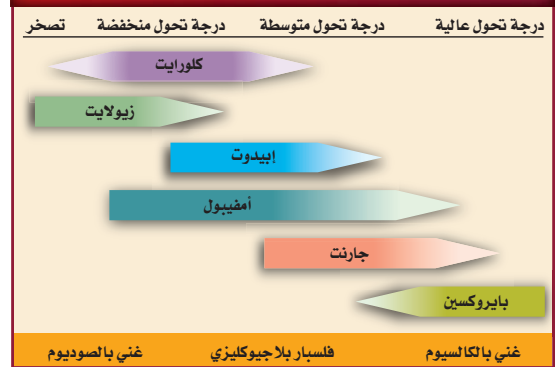 درجة تحول عالية درجة تحول متوسطة درجة تحول منخفضة تصخر
كلورايت
زيولايت
إبيدوت
أمفيبول
جارنت
بايروكسين
غني بالكالسيوم فلسبار بلاجيوكليزي غني بالصوديوم